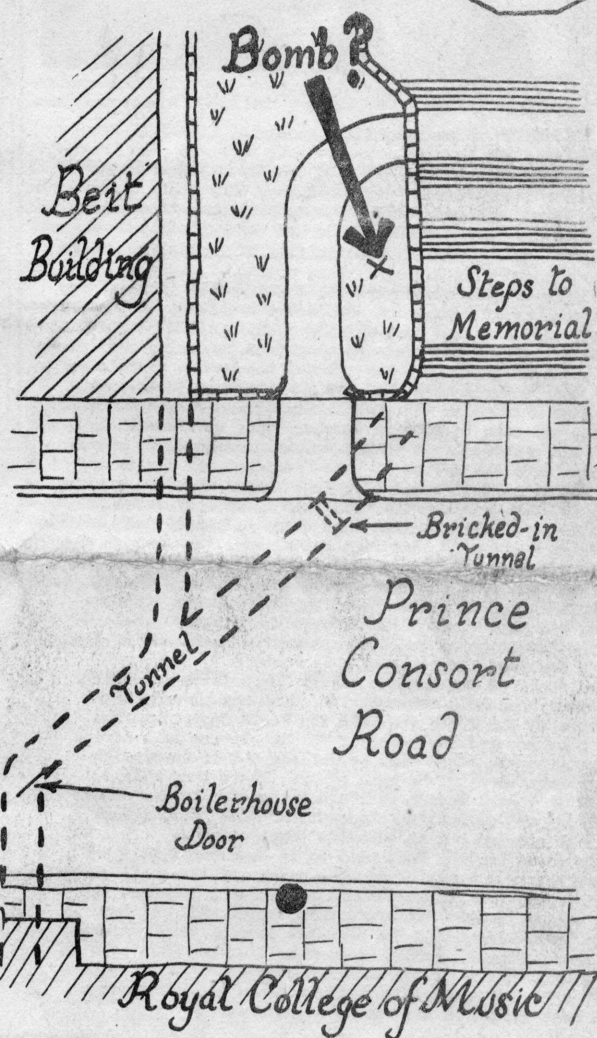 Bomb?
Beit
Building
Steps to
Memorial
Bricked-in
Tunnel
Prince
Consort
Road
Tunnel
Boilerhouse
Door
Royal College of Music